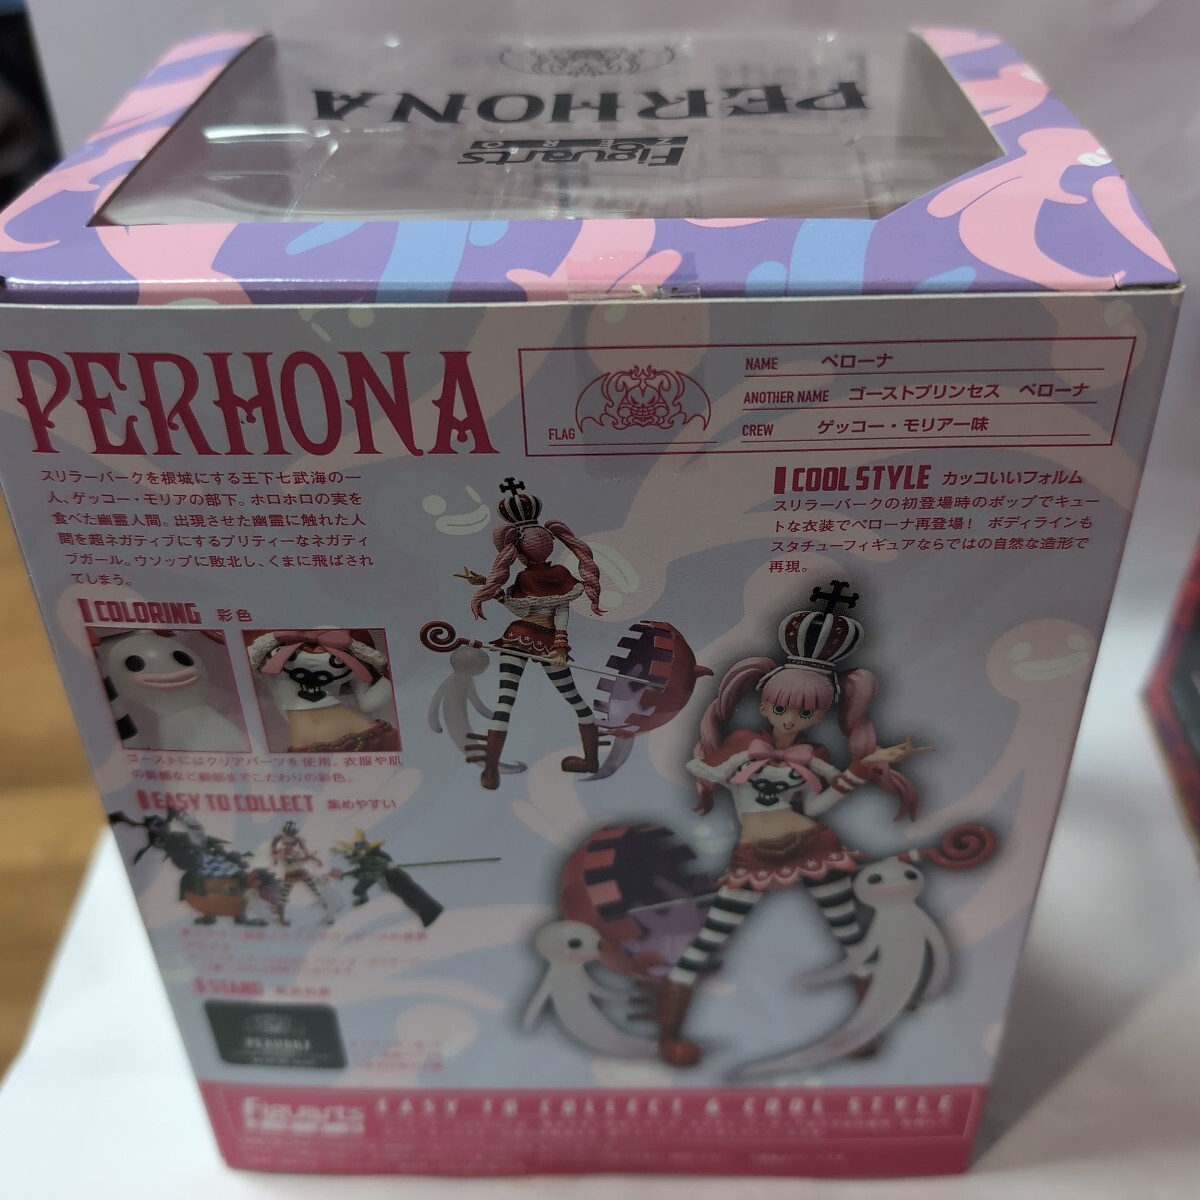 PERHONA
Figuarts
ZERO
PERHONA
FLAG
NAME ペローナ
ANOTHER NAME ゴーストプリンセス ペローナ
CREW ゲッコー・モリアー味
スリラーバークを根城にする王下七武海の一
人、ゲッコー・モリアの部下。ホロホロの実を
食べた幽霊人間。出現させた幽霊に触れた人
間を超ネガティブにするプリティーなネガティ
ブガール。ウソップに敗北し、くまに飛ばされ
てしまう。
COOL STYLE カッコいいフォルム
スリラーバークの初登場時のポップでキュー
トな衣装でペローナ再登場! ボディラインも
スタチューフィギュアならではの自然な造形で
再現。
COLORING 彩色
ゴーストにはクリアパーツを使用。衣服や肌
の質感など細部までこだわりの彩色。
EASY TO COLLECT 集めやすい
STAND
PERHONA
Figuarts
EASY TO COLLECT & COOL STYLE